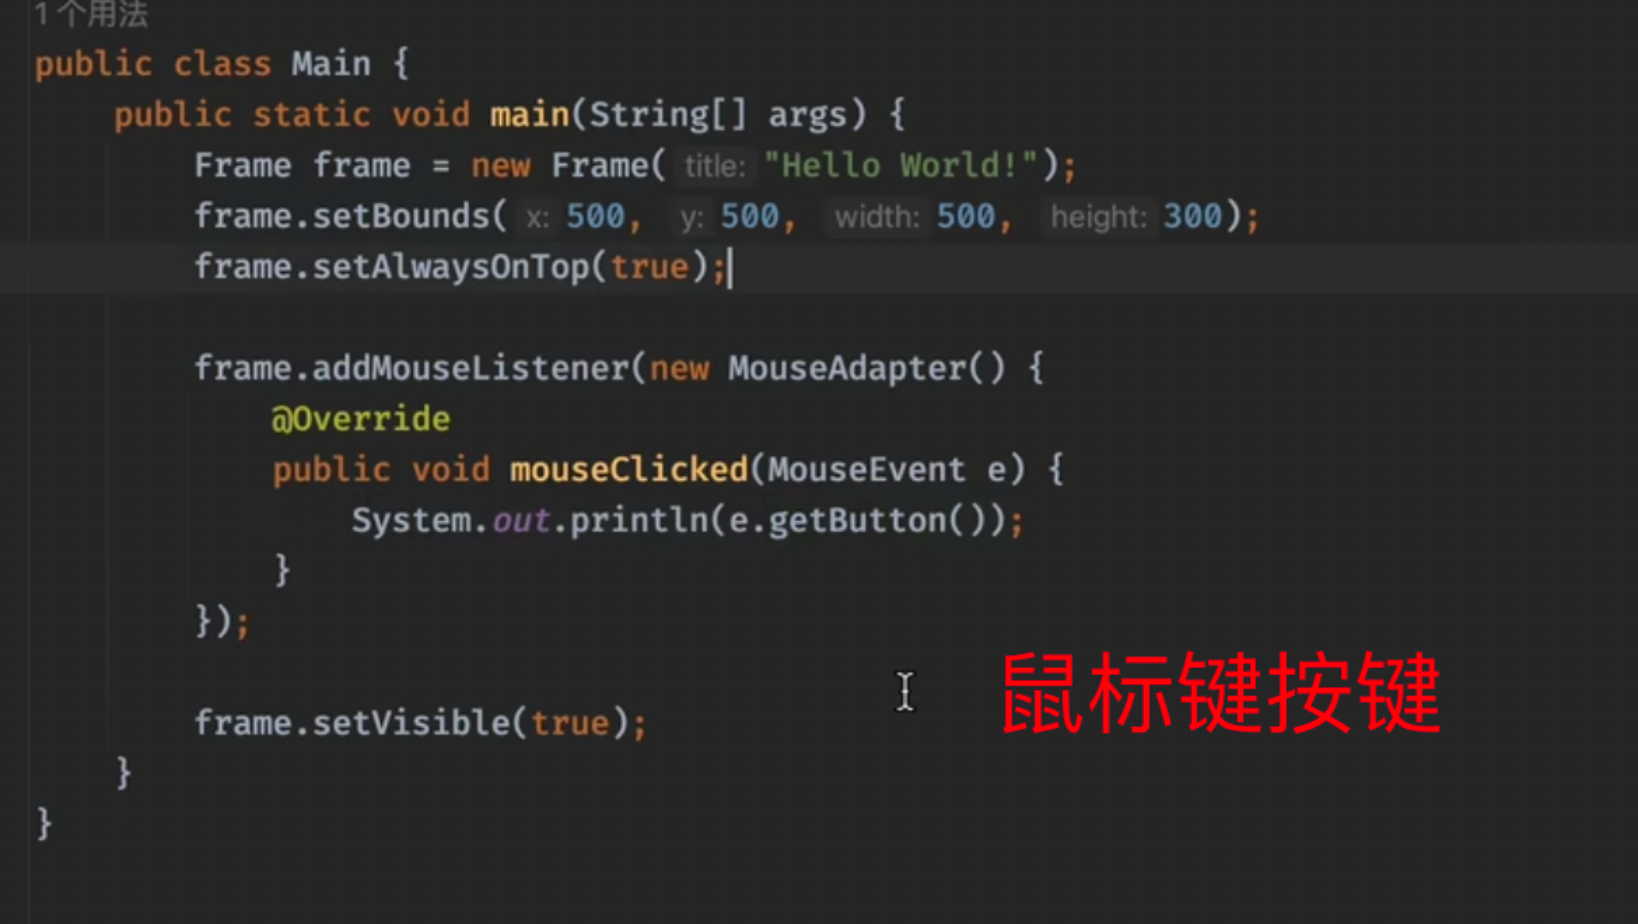 1 个用法
public class Main {
public static void main(String[] args) {
Frame frame = new Frame( title: "Hello World!");
frame.setBounds( x: 500, y: 500, width: 500, height: 300);
frame.setAlwaysOnTop(true);
frame.addMouseListener(new MouseAdapter() {
@Override
public void mouseClicked(MouseEvent e) {
System.out.println(e.getButton());
}
});
鼠标键按键
frame.setVisible(true);
}
}